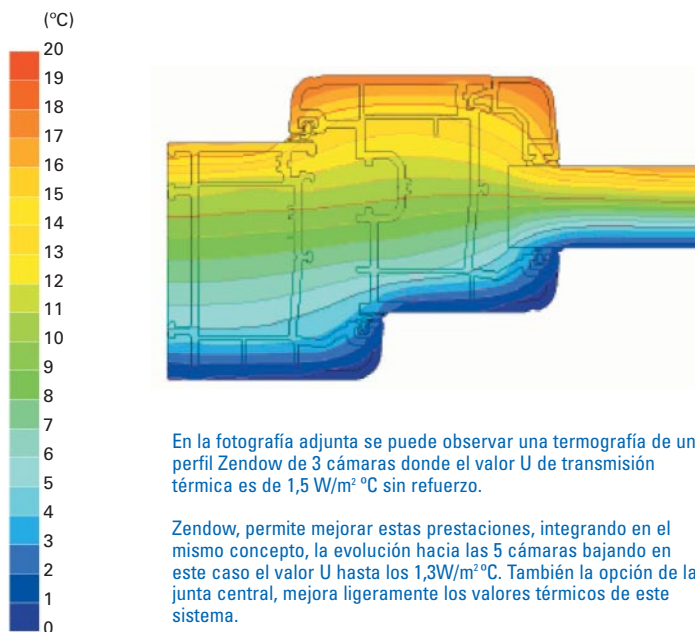 (ºC)
20
19
18
17
16
15
14
13
12
11
10
9
8
7
6
5
4
3
2
1
0
En la fotografía adjunta se puede observar una termografía de un
perfil Zendow de 3 cámaras donde el valor U de transmisión
térmica es de 1,5 W/m² ºC sin refuerzo.
Zendow, permite mejorar estas prestaciones, integrando en el
mismo concepto, la evolución hacia las 5 cámaras bajando en
este caso el valor U hasta los 1,3W/m²ºC. También la opción de la
junta central, mejora ligeramente los valores térmicos de este
sistema.